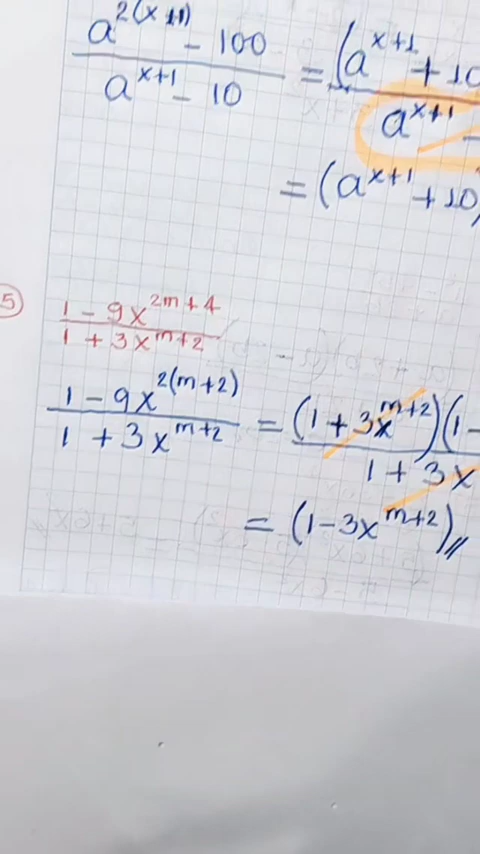 a^{2(x+1)} - 100 / a^{x+1} - 10 = (a^{x+1} + 10 / a^{x+1} -
= (a^{x+1} + 10)
5 1 - 9x^{2m+4} / 1 + 3x^{m+2}
1 - 9x^{2(m+2)} / 1 + 3x^{m+2} = (1 + 3x^{m+2})(1 - / 1 + 3x
= (1 - 3x^{m+2})//